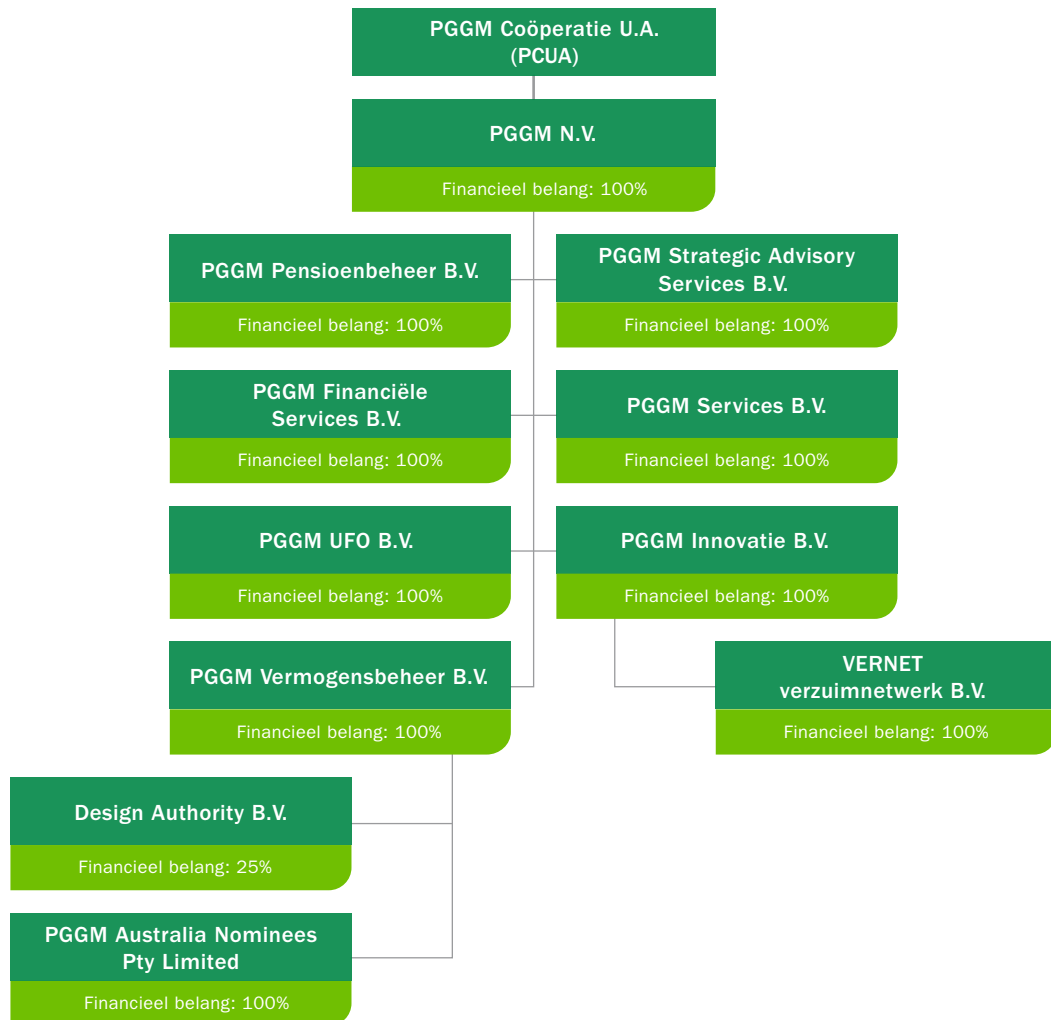 PGGM Coöperatie U.A.
(PCUA)
PGGM N.V.
Financieel belang: 100%
PGGM Pensioenbeheer B.V.
Financieel belang: 100%
PGGM Strategic Advisory
Services B.V.
Financieel belang: 100%
PGGM Financiële
Services B.V.
Financieel belang: 100%
PGGM Services B.V.
Financieel belang: 100%
PGGM UFO B.V.
Financieel belang: 100%
PGGM Innovatie B.V.
Financieel belang: 100%
PGGM Vermogensbeheer B.V.
Financieel belang: 100%
VERNET
verzuimnetwerk B.V.
Financieel belang: 100%
Design Authority B.V.
Financieel belang: 25%
PGGM Australia Nominees
Pty Limited
Financieel belang: 100%